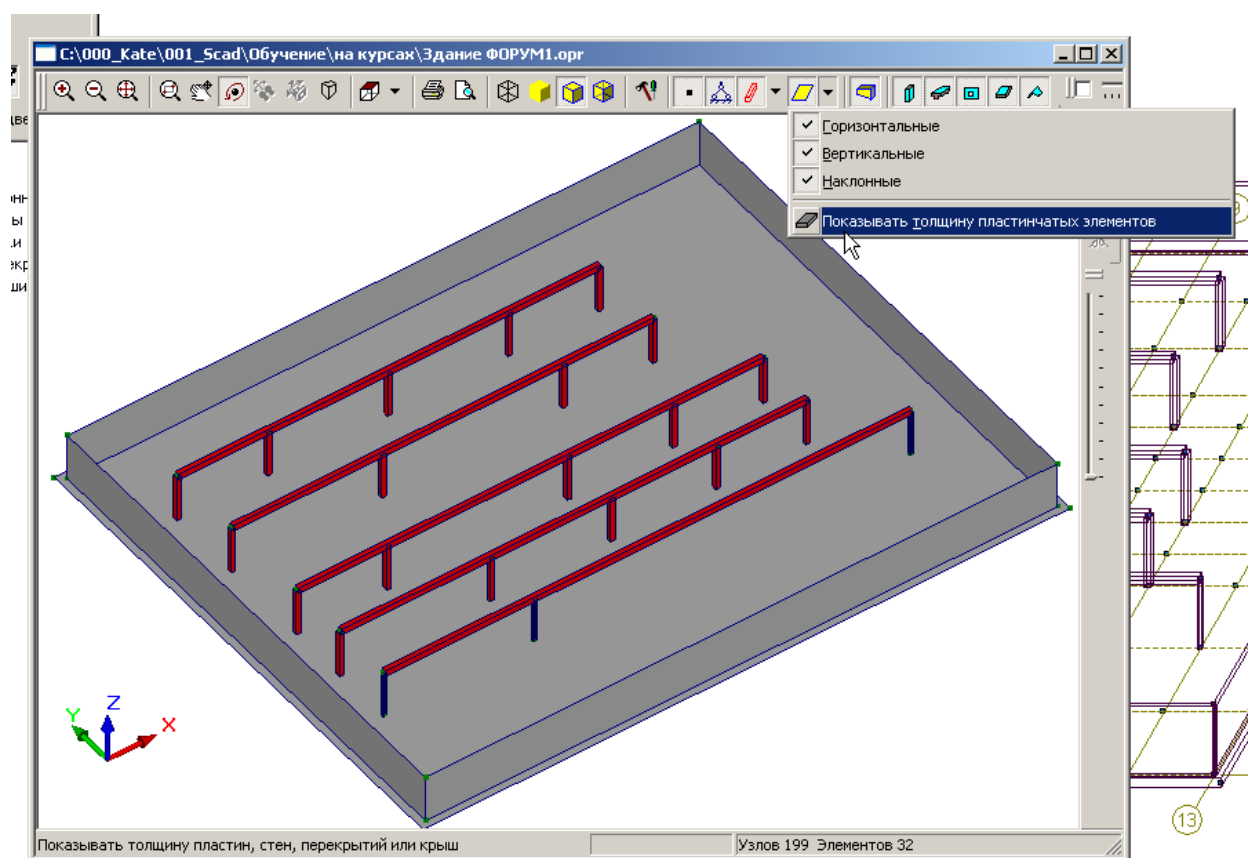 C:\000_Kate\001_Scad\Обучение\на курсах\Здание ФОРУМ1.opr
Горизонтальные
Вертикальные
Наклонные
Показывать толщину пластинчатых элементов
Z
Y
X
13
Показывать толщину пластин, стен, перекрытий или крыш
Узлов 199 Элементов 32